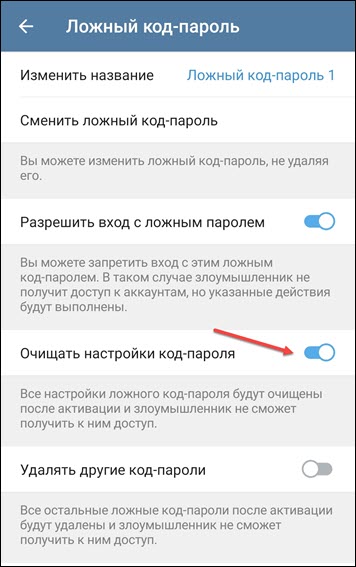 Ложный код-пароль
Изменить название Ложный код-пароль 1
Сменить ложный код-пароль
Вы можете изменить ложный код-пароль, не удаляя
его.
Разрешить вход с ложным паролем
Вы можете запретить вход с этим ложным
код-паролем. В таком случае злоумышленник не
получит доступ к аккаунтам, но указанные действия
будут выполнены.
Очищать настройки код-пароля
Все настройки ложного код-пароля будут очищены
после активации и злоумышленник не сможет
получить к ним доступ.
Удалять другие код-пароли
Все остальные ложные код-пароли после активации
будут удалены и злоумышленник не сможет
получить к ним доступ.